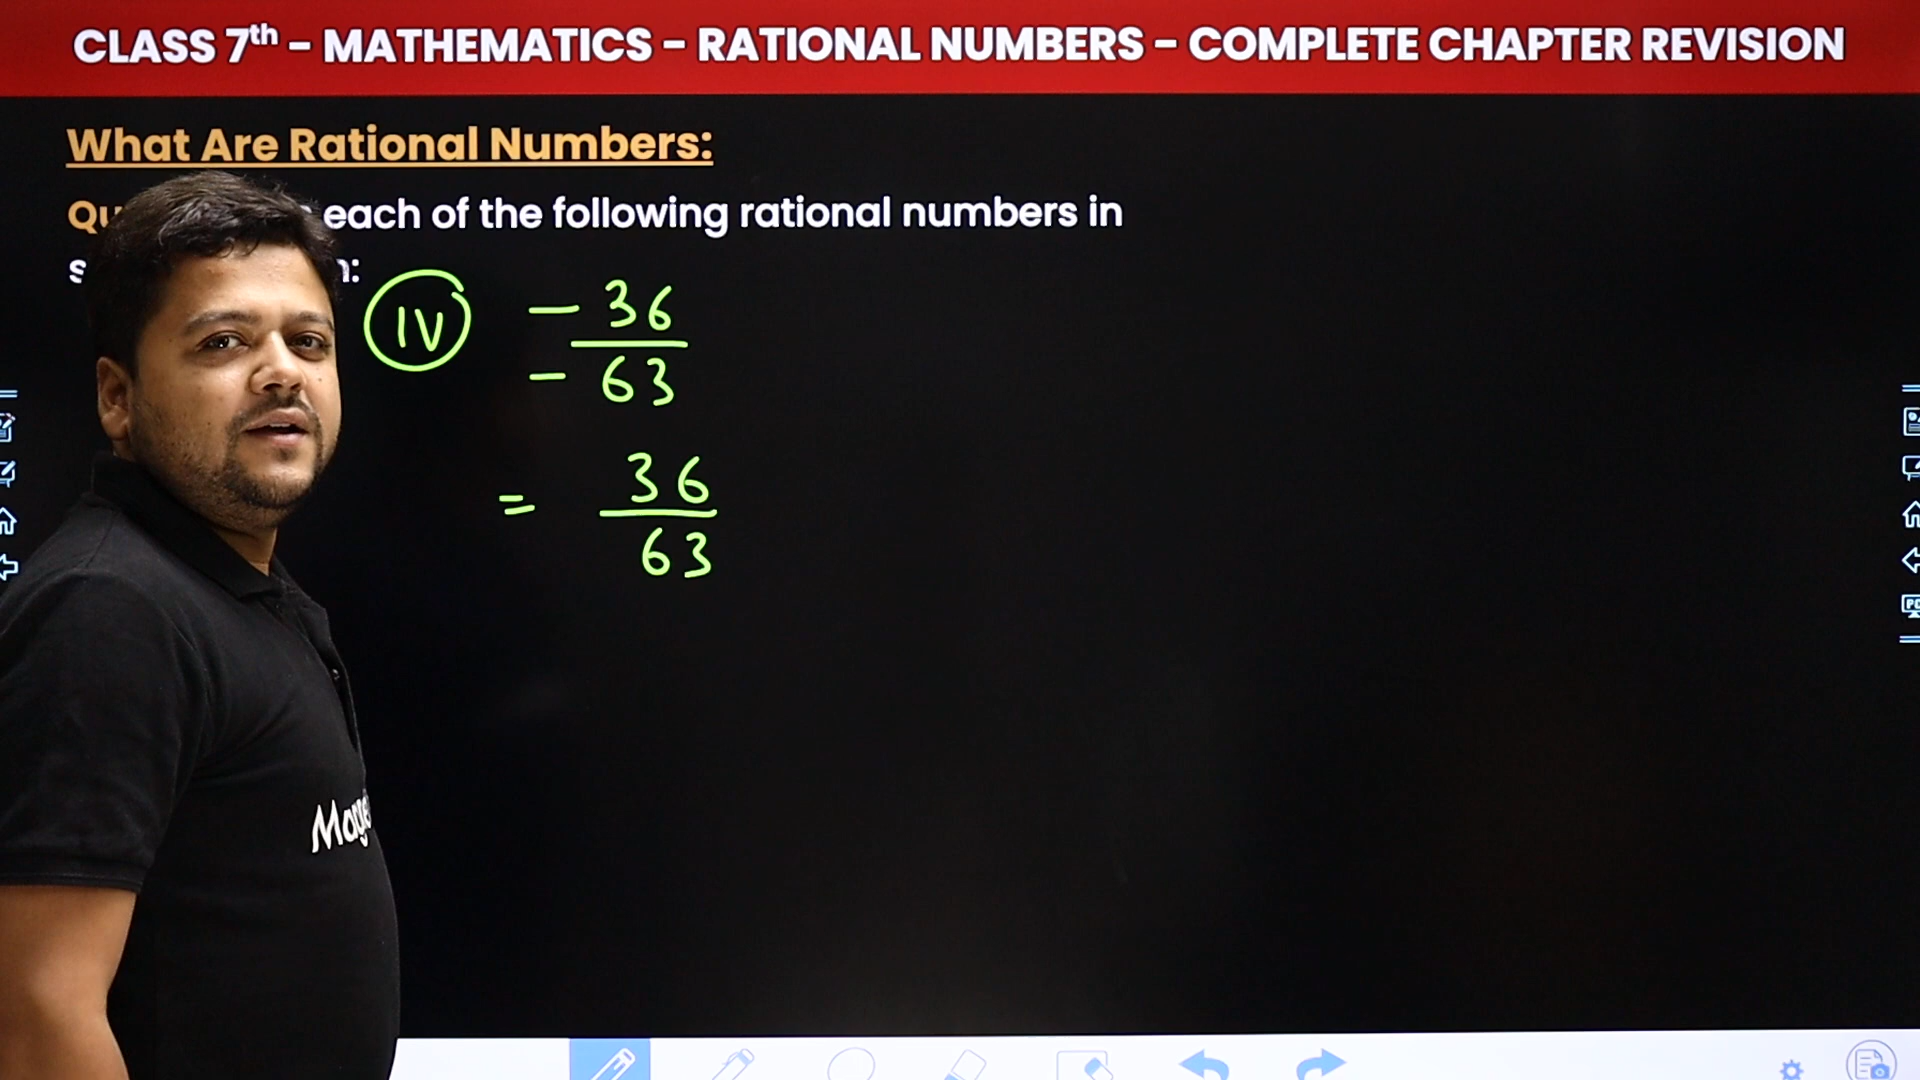 CLASS 7th - MATHEMATICS - RATIONAL NUMBERS - COMPLETE CHAPTER REVISION
What Are Rational Numbers:
each of the following rational numbers in
IV
- 36
- 63
= 36
63